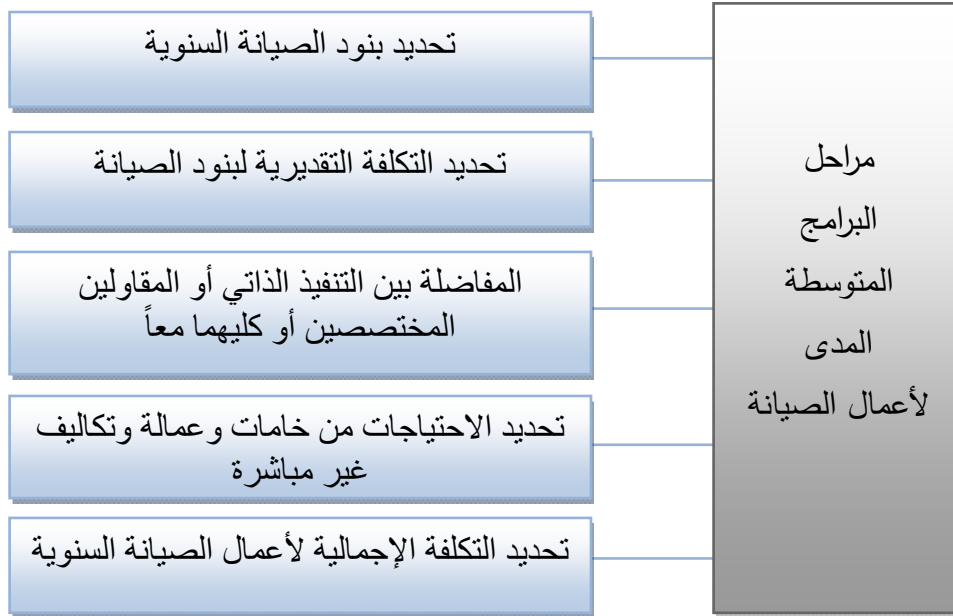 مراحل
البرامج
المتوسطة
المدى
لأعمال الصيانة
تحديد بنود الصيانة السنوية
تحديد التكلفة التقديرية لبنود الصيانة
المفاضلة بين التنفيذ الذاتي أو المقاولين
المختصصين أو كليهما معاً
تحديد الاحتياجات من خامات وعمالة وتكاليف
غير مباشرة
تحديد التكلفة الإجمالية لأعمال الصيانة السنوية